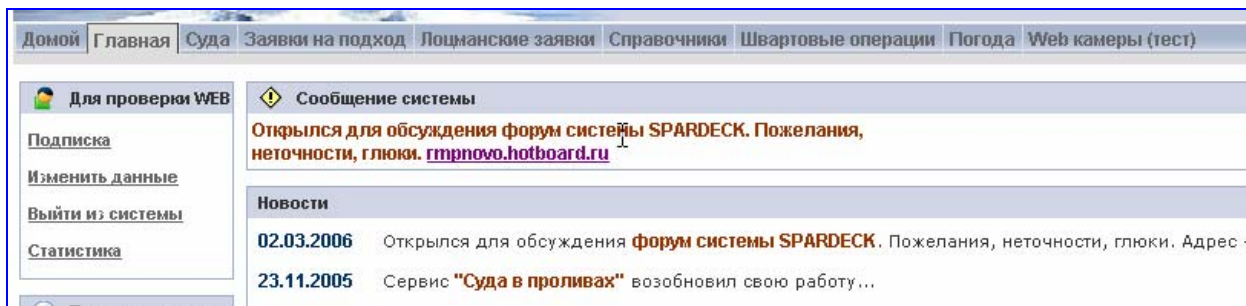 Домой Главная Суда Заявки на подход Лоцманские заявки Справочники Швартовые операции Погода Web камеры (тест)
Для проверки WEB
Подписка
Изменить данные
Выйти из системы
Статистика
Сообщение системы
Открылся для обсуждения форум системы SPARDECK. Пожелания,
неточности, глюки. rmpnovo.hotboard.ru
Новости
02.03.2006 Открылся для обсуждения форум системы SPARDECK. Пожелания, неточности, глюки. Адрес -
23.11.2005 Сервис "Суда в проливах" возобновил свою работу...